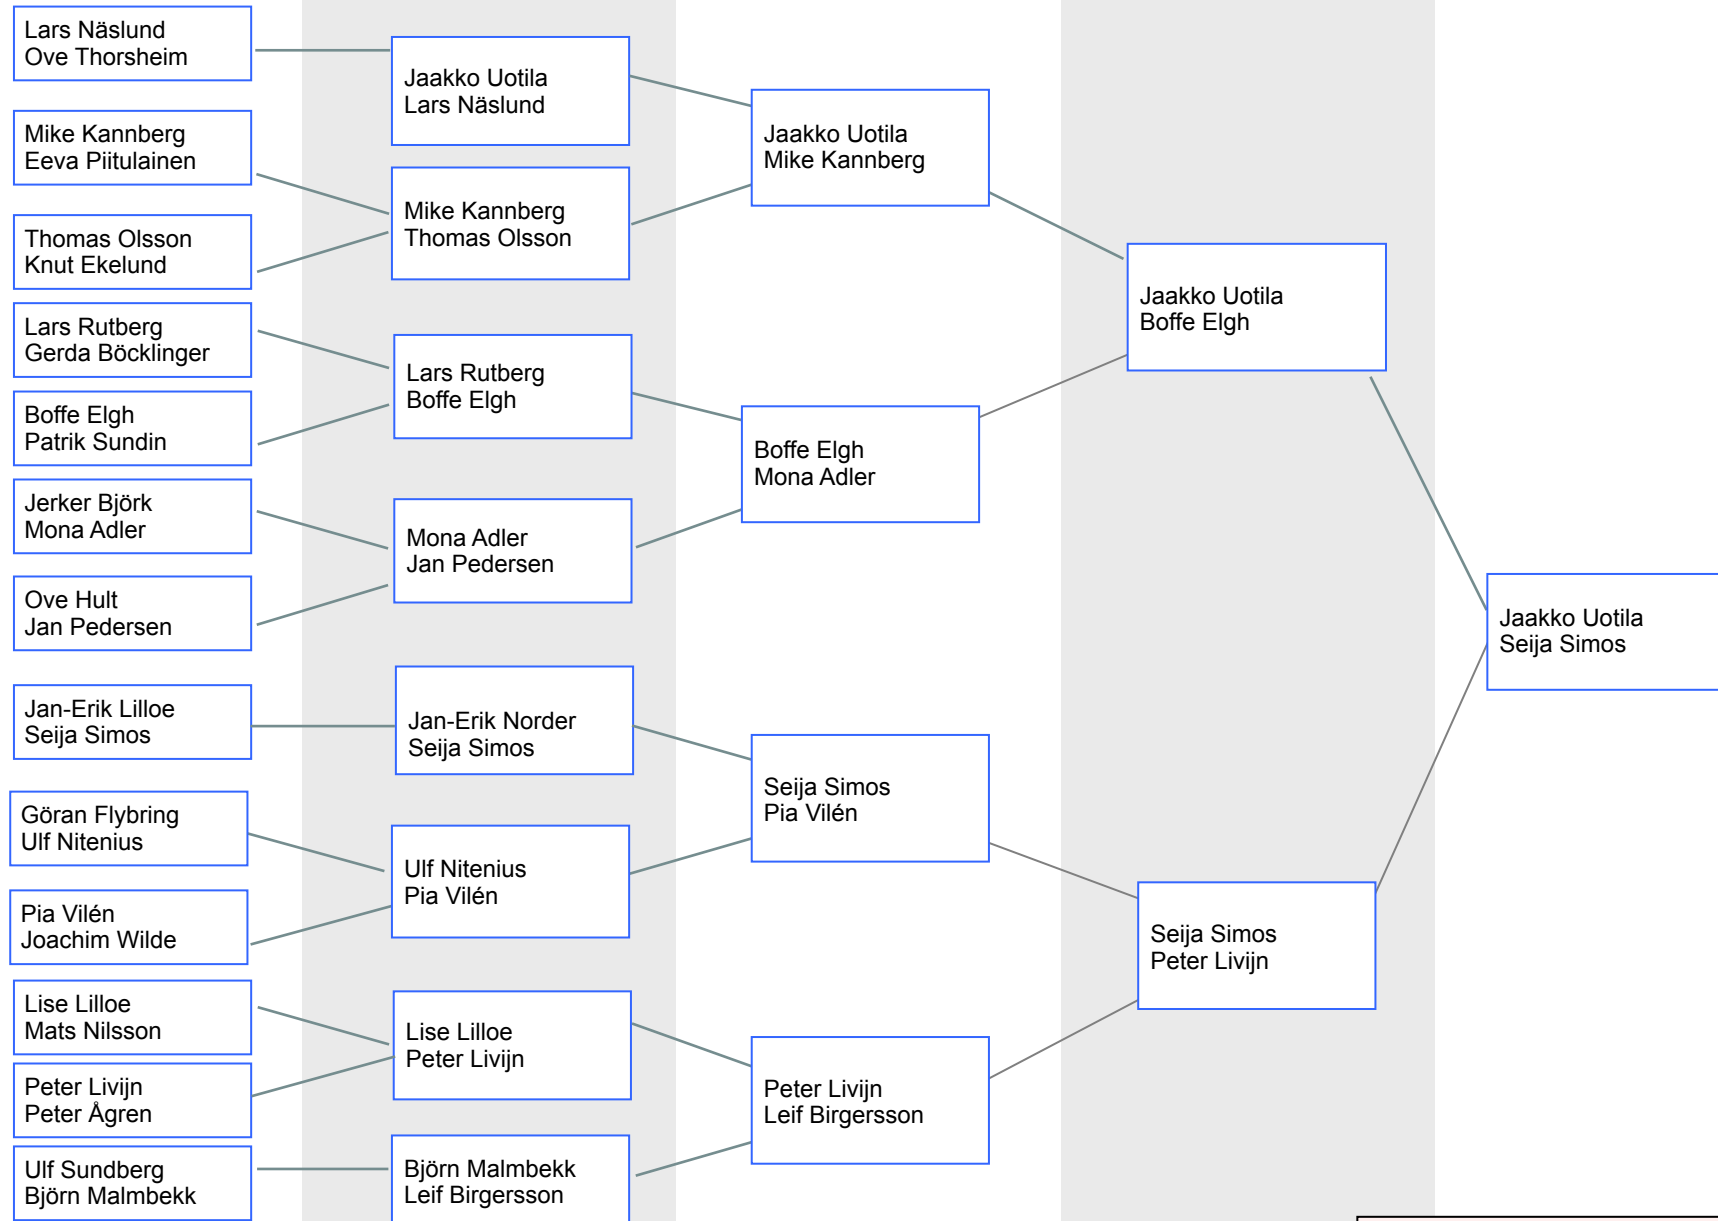 Lars Näslund
Ove Thorsheim
Mike Kannberg
Eeva Piitulainen
Thomas Olsson
Knut Ekelund
Lars Rutberg
Gerda Böcklinger
Boffe Elgh
Patrik Sundin
Jerker Björk
Mona Adler
Ove Hult
Jan Pedersen
Jan-Erik Lilloe
Seija Simos
Göran Flybring
Ulf Nitenius
Pia Vilén
Joachim Wilde
Lise Lilloe
Mats Nilsson
Peter Livijn
Peter Ågren
Ulf Sundberg
Björn Malmbekk
Jaakko Uotila
Lars Näslund
Mike Kannberg
Thomas Olsson
Lars Rutberg
Boffe Elgh
Mona Adler
Jan Pedersen
Jan-Erik Norder
Seija Simos
Ulf Nitenius
Pia Vilén
Lise Lilloe
Peter Livijn
Björn Malmbekk
Leif Birgersson
Jaakko Uotila
Mike Kannberg
Boffe Elgh
Mona Adler
Seija Simos
Pia Vilén
Peter Livijn
Leif Birgersson
Jaakko Uotila
Boffe Elgh
Seija Simos
Peter Livijn
Jaakko Uotila
Seija Simos